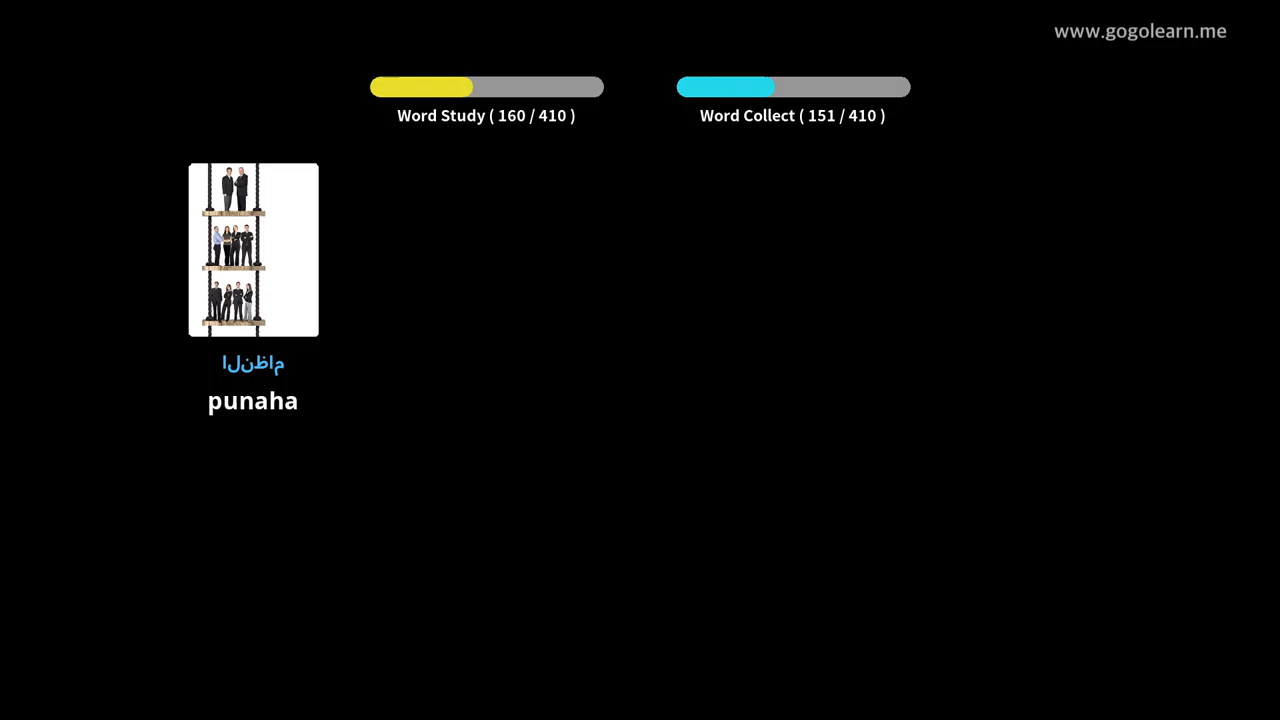 www.gogolearn.me
Word Study ( 160 / 410 )
Word Collect ( 151 / 410 )
النظام
punaha